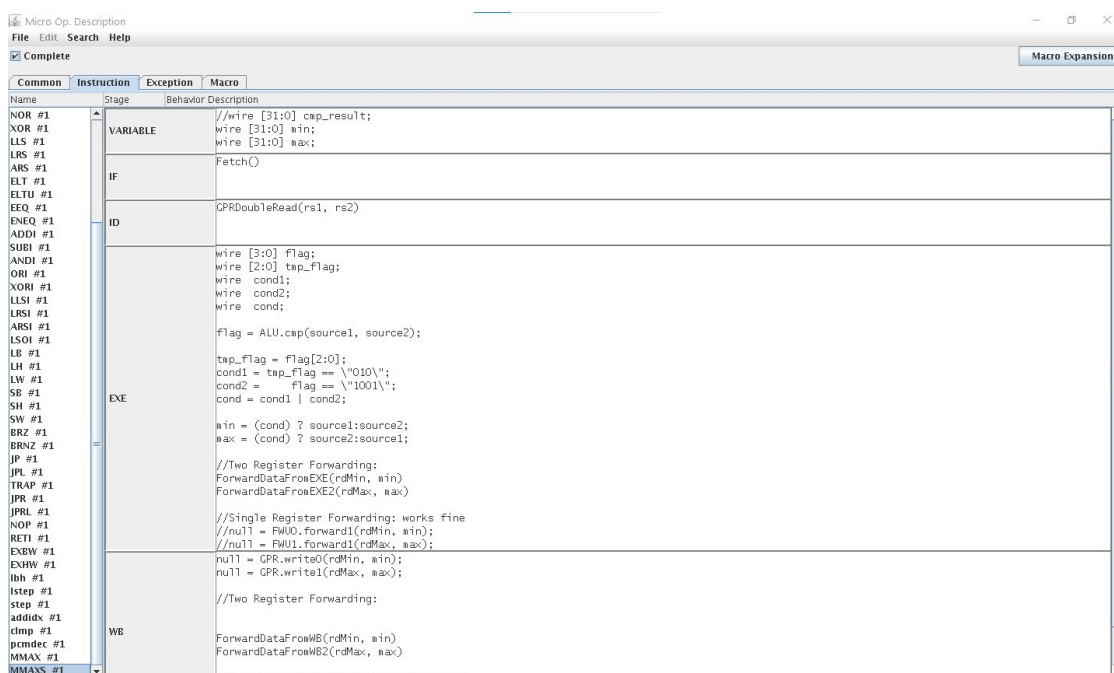 Micro Op. Description
File Edit Search Help
Complete
Macro Expansion
Common Instruction Exception Macro
Name Stage Behavior Description
NOR #1
XOR #1
LLS #1
LRS #1
ARS #1
ELT #1
ELTU #1
EEQ #1
ENEQ #1
ADDI #1
SUBI #1
ANDI #1
ORI #1
XORI #1
LLSI #1
LRSI #1
ARSI #1
LSOI #1
LB #1
LH #1
LW #1
SB #1
SH #1
SW #1
BRZ #1
BRNZ #1
JP #1
JPL #1
TRAP #1
JPR #1
JPRL #1
NOP #1
RETI #1
EXBW #1
EXHW #1
lbh #1
lstep #1
step #1
addidx #1
clmp #1
pcmdec #1
MMAX #1
MMAXS #1
VARIABLE
//wire [31:0] cmp_result;
wire [31:0] min;
wire [31:0] max;
IF
Fetch()
ID
GPRDoubleRead(rs1, rs2)
EXE
wire [3:0] flag;
wire [2:0] tmp_flag;
wire cond1;
wire cond2;
wire cond;
flag = ALU.cmp(source1, source2);
tmp_flag = flag[2:0];
cond1 = tmp_flag == \"010\";
cond2 = flag == \"1001\";
cond = cond1 | cond2;
min = (cond) ? source1:source2;
max = (cond) ? source2:source1;
//Two Register Forwarding:
ForwardDataFromEXE(rdMin, min)
ForwardDataFromEXE2(rdMax, max)
//Single Register Forwarding: works fine
//null = FWU0.forward1(rdMin, min);
//null = FWU1.forward1(rdMax, max);
WB
null = GPR.write0(rdMin, min);
null = GPR.write1(rdMax, max);
//Two Register Forwarding:
ForwardDataFromWB(rdMin, min)
ForwardDataFromWB2(rdMax, max)